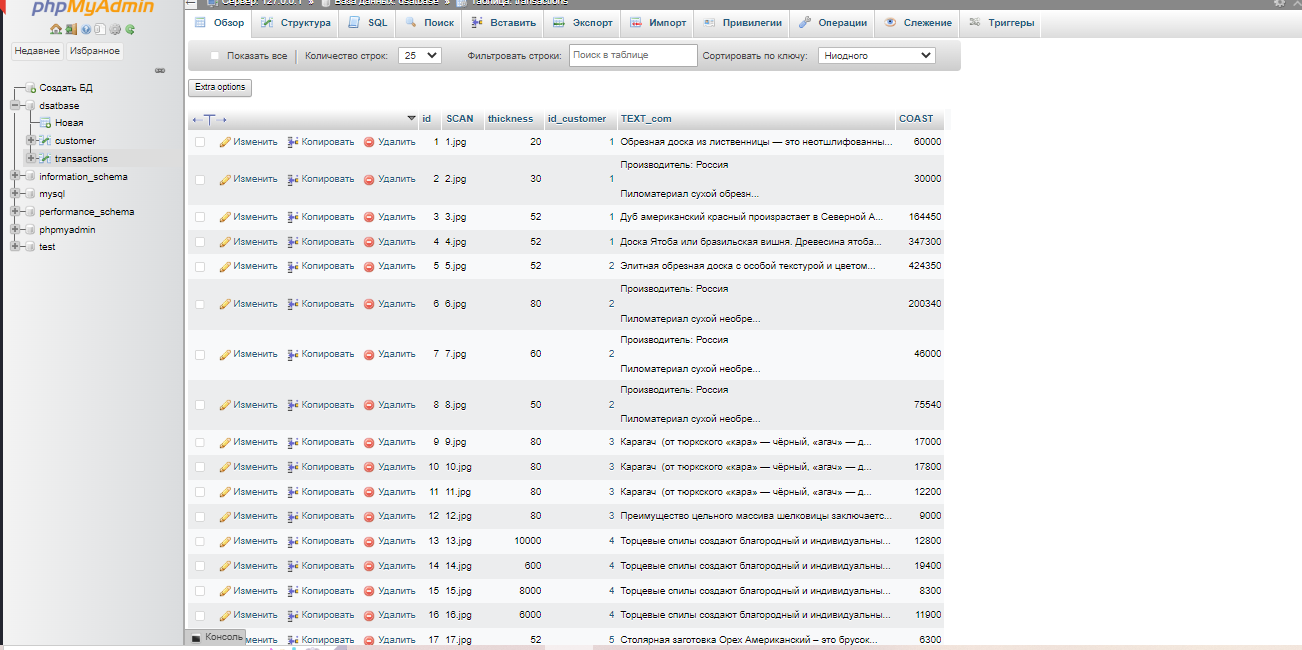 phpMyAdmin
Недавнее Избранное
Создать БД
dsatbase
Новая
customer
transactions
information_schema
mysql
performance_schema
phpmyadmin
test
Сервер: 127.0.0.1 » База данных: dsatbase » Таблица: transactions
Обзор Структура SQL Поиск Вставить Экспорт Импорт Привилегии Операции Слежение Триггеры
Показать все Количество строк: 25 Фильтровать строки: Поиск в таблице Сортировать по ключу: Ниодного
Extra options
←T→ id SCAN thickness id_customer TEXT_com COAST
Изменить Копировать Удалить 1 1.jpg 20 1 Обрезная доска из лиственницы — это неотшлифованны... 60000
Производитель: Россия
Изменить Копировать Удалить 2 2.jpg 30 1 30000
Пиломатериал сухой обрезн...
Изменить Копировать Удалить 3 3.jpg 52 1 Дуб американский красный произрастает в Северной А... 164450
Изменить Копировать Удалить 4 4.jpg 52 1 Доска Ятоба или бразильская вишня. Древесина ятоба... 347300
Изменить Копировать Удалить 5 5.jpg 52 2 Элитная обрезная доска с особой текстурой и цветом... 424350
Производитель: Россия
Изменить Копировать Удалить 6 6.jpg 80 2 200340
Пиломатериал сухой необре...
Производитель: Россия
Изменить Копировать Удалить 7 7.jpg 60 2 46000
Пиломатериал сухой необре...
Производитель: Россия
Изменить Копировать Удалить 8 8.jpg 50 2 75540
Пиломатериал сухой необре...
Изменить Копировать Удалить 9 9.jpg 80 3 Карагач (от тюркского «кара» — чёрный, «агач» — д... 17000
Изменить Копировать Удалить 10 10.jpg 80 3 Карагач (от тюркского «кара» — чёрный, «агач» — д... 17800
Изменить Копировать Удалить 11 11.jpg 80 3 Карагач (от тюркского «кара» — чёрный, «агач» — д... 12200
Изменить Копировать Удалить 12 12.jpg 80 3 Преимущество цельного массива шелковицы заключаетс... 9000
Изменить Копировать Удалить 13 13.jpg 10000 4 Торцевые спилы создают благородный и индивидуальны... 12800
Изменить Копировать Удалить 14 14.jpg 600 4 Торцевые спилы создают благородный и индивидуальны... 19400
Изменить Копировать Удалить 15 15.jpg 8000 4 Торцевые спилы создают благородный и индивидуальны... 8300
Изменить Копировать Удалить 16 16.jpg 6000 4 Торцевые спилы создают благородный и индивидуальны... 11900
Консоль менить Копировать Удалить 17 17.jpg 52 5 Столярная заготовка Орех Американский – это брусок... 6300